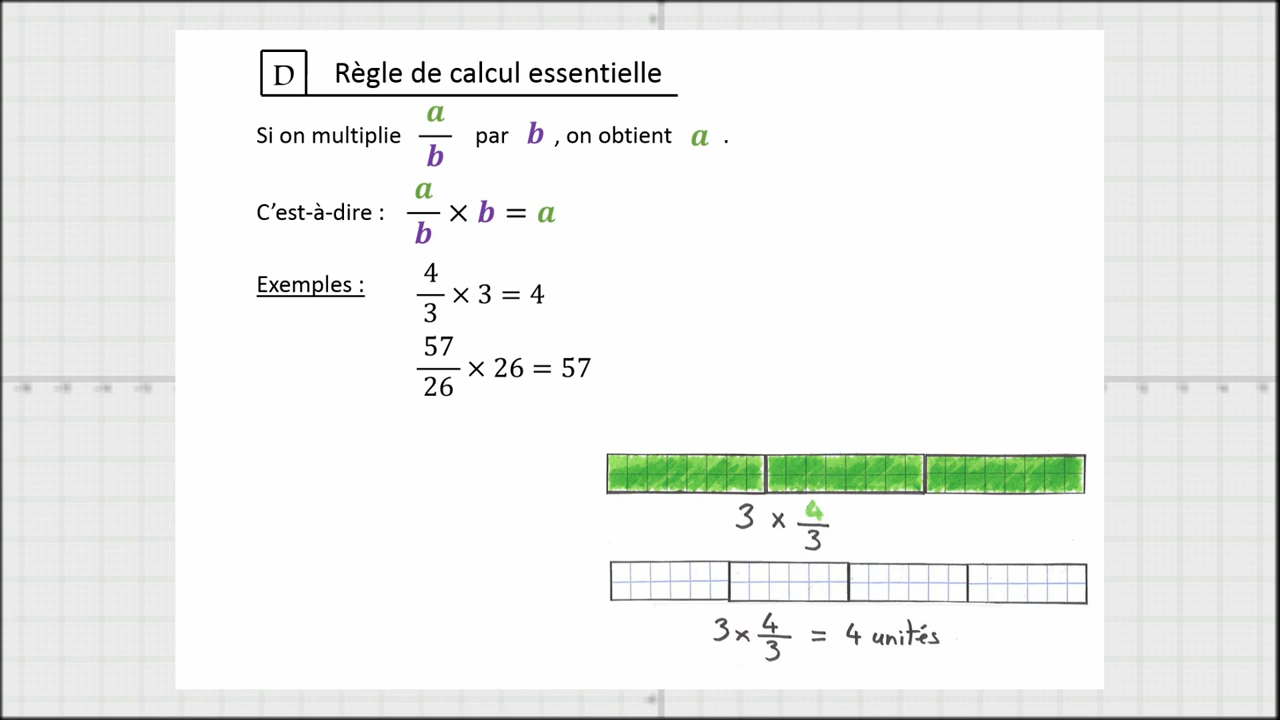 D Règle de calcul essentielle
Si on multiplie a/b par b , on obtient a .
C'est-à-dire : a/b × b = a
Exemples : 4/3 × 3 = 4
57/26 × 26 = 57
3 × 4/3
3 × 4/3 = 4 unités